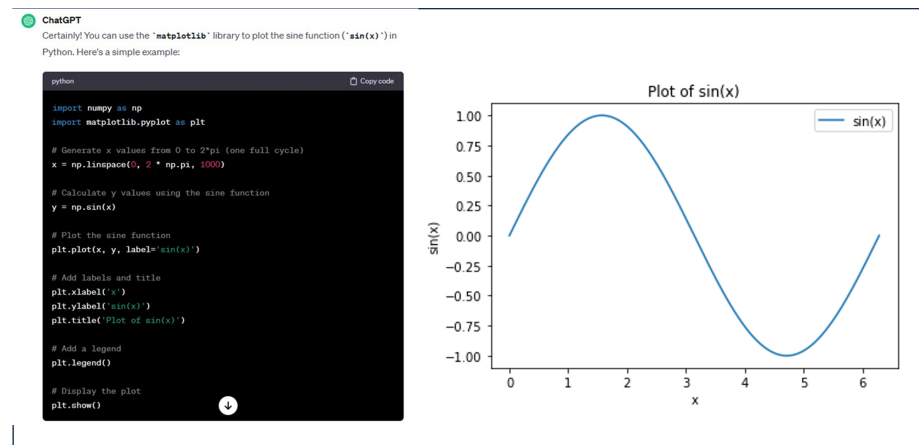 ChatGPT
Certainly! You can use the `matplotlib` library to plot the sine function (`sin(x)`) in
Python. Here's a simple example:
python
Copy code
import numpy as np
import matplotlib.pyplot as plt
# Generate x values from 0 to 2*pi (one full cycle)
x = np.linspace(0, 2 * np.pi, 1000)
# Calculate y values using the sine function
y = np.sin(x)
# Plot the sine function
plt.plot(x, y, label='sin(x)')
# Add labels and title
plt.xlabel('x')
plt.ylabel('sin(x)')
plt.title('Plot of sin(x)')
# Add a legend
plt.legend()
# Display the plot
plt.show()
Plot of sin(x)
sin(x)
1.00
0.75
0.50
0.25
0.00
−0.25
−0.50
−0.75
−1.00
sin(x)
0 1 2 3 4 5 6
x